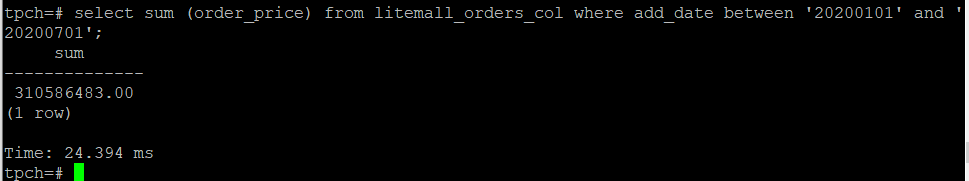 tpch=# select sum (order_price) from litemall_orders_col where add_date between '20200101' and '
20200701';
     sum
--------------
 310586483.00
(1 row)

Time: 24.394 ms
tpch=#